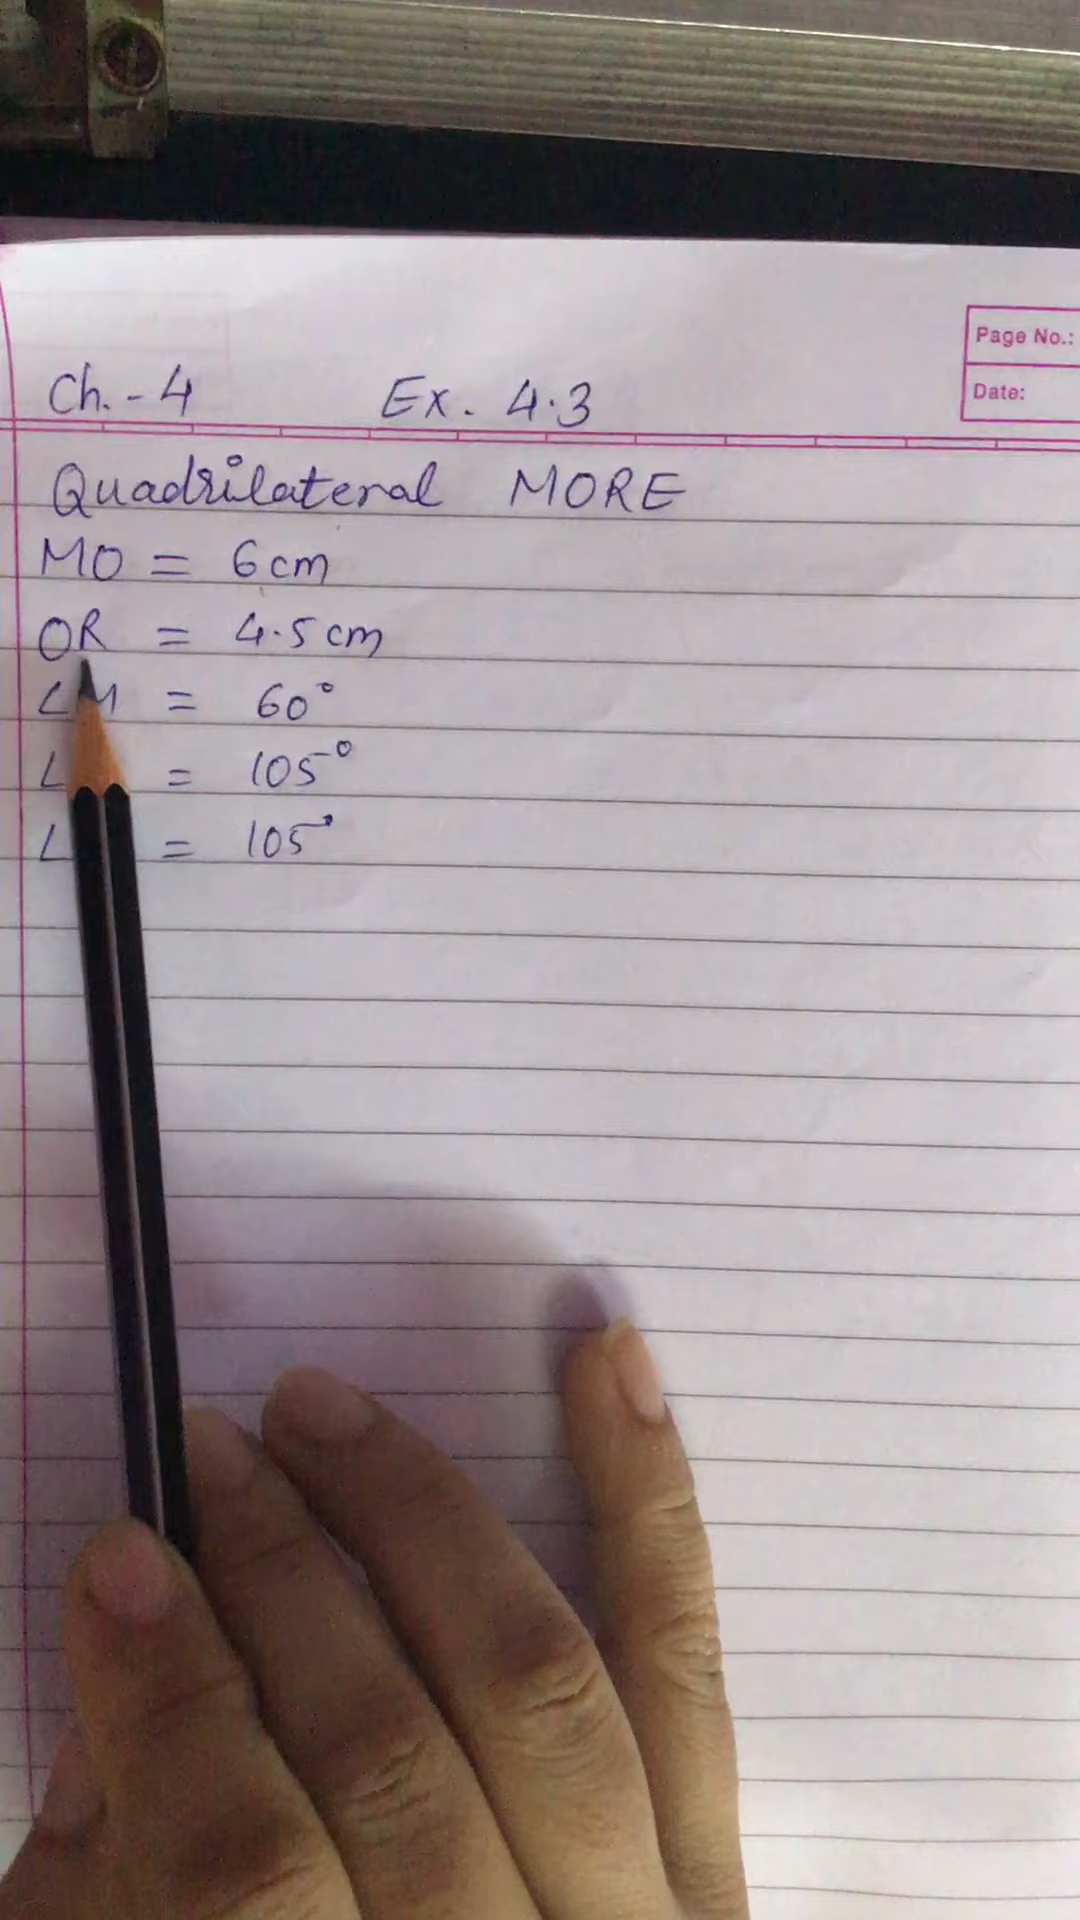 Page No.:
Date:
Ch. - 4 Ex. 4.3
Quadrilateral MORE
MO = 6 cm
OR = 4.5 cm
∠M = 60°
∠ = 105°
∠ = 105°